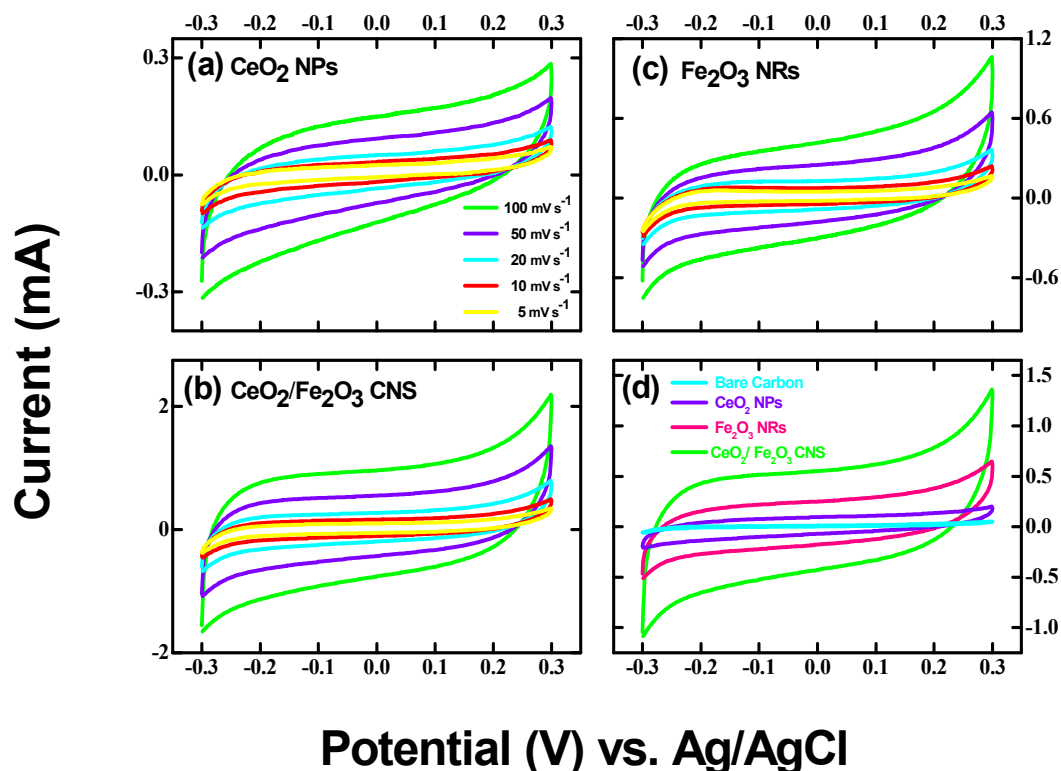 -0.3 -0.2 -0.1 0.0 0.1 0.2 0.3
-0.3 -0.2 -0.1 0.0 0.1 0.2 0.3
Current (mA)
0.3
0.0
-0.3
(a) CeO₂ NPs
100 mV s⁻¹
50 mV s⁻¹
20 mV s⁻¹
10 mV s⁻¹
5 mV s⁻¹
(c) Fe₂O₃ NRs
1.2
0.6
0.0
-0.6
2
0
-2
(b) CeO₂/Fe₂O₃ CNS
(d)
Bare Carbon
CeO₂ NPs
Fe₂O₃ NRs
CeO₂/ Fe₂O₃ CNS
1.5
1.0
0.5
0.0
-0.5
-1.0
-0.3 -0.2 -0.1 0.0 0.1 0.2 0.3
-0.3 -0.2 -0.1 0.0 0.1 0.2 0.3
Potential (V) vs. Ag/AgCl